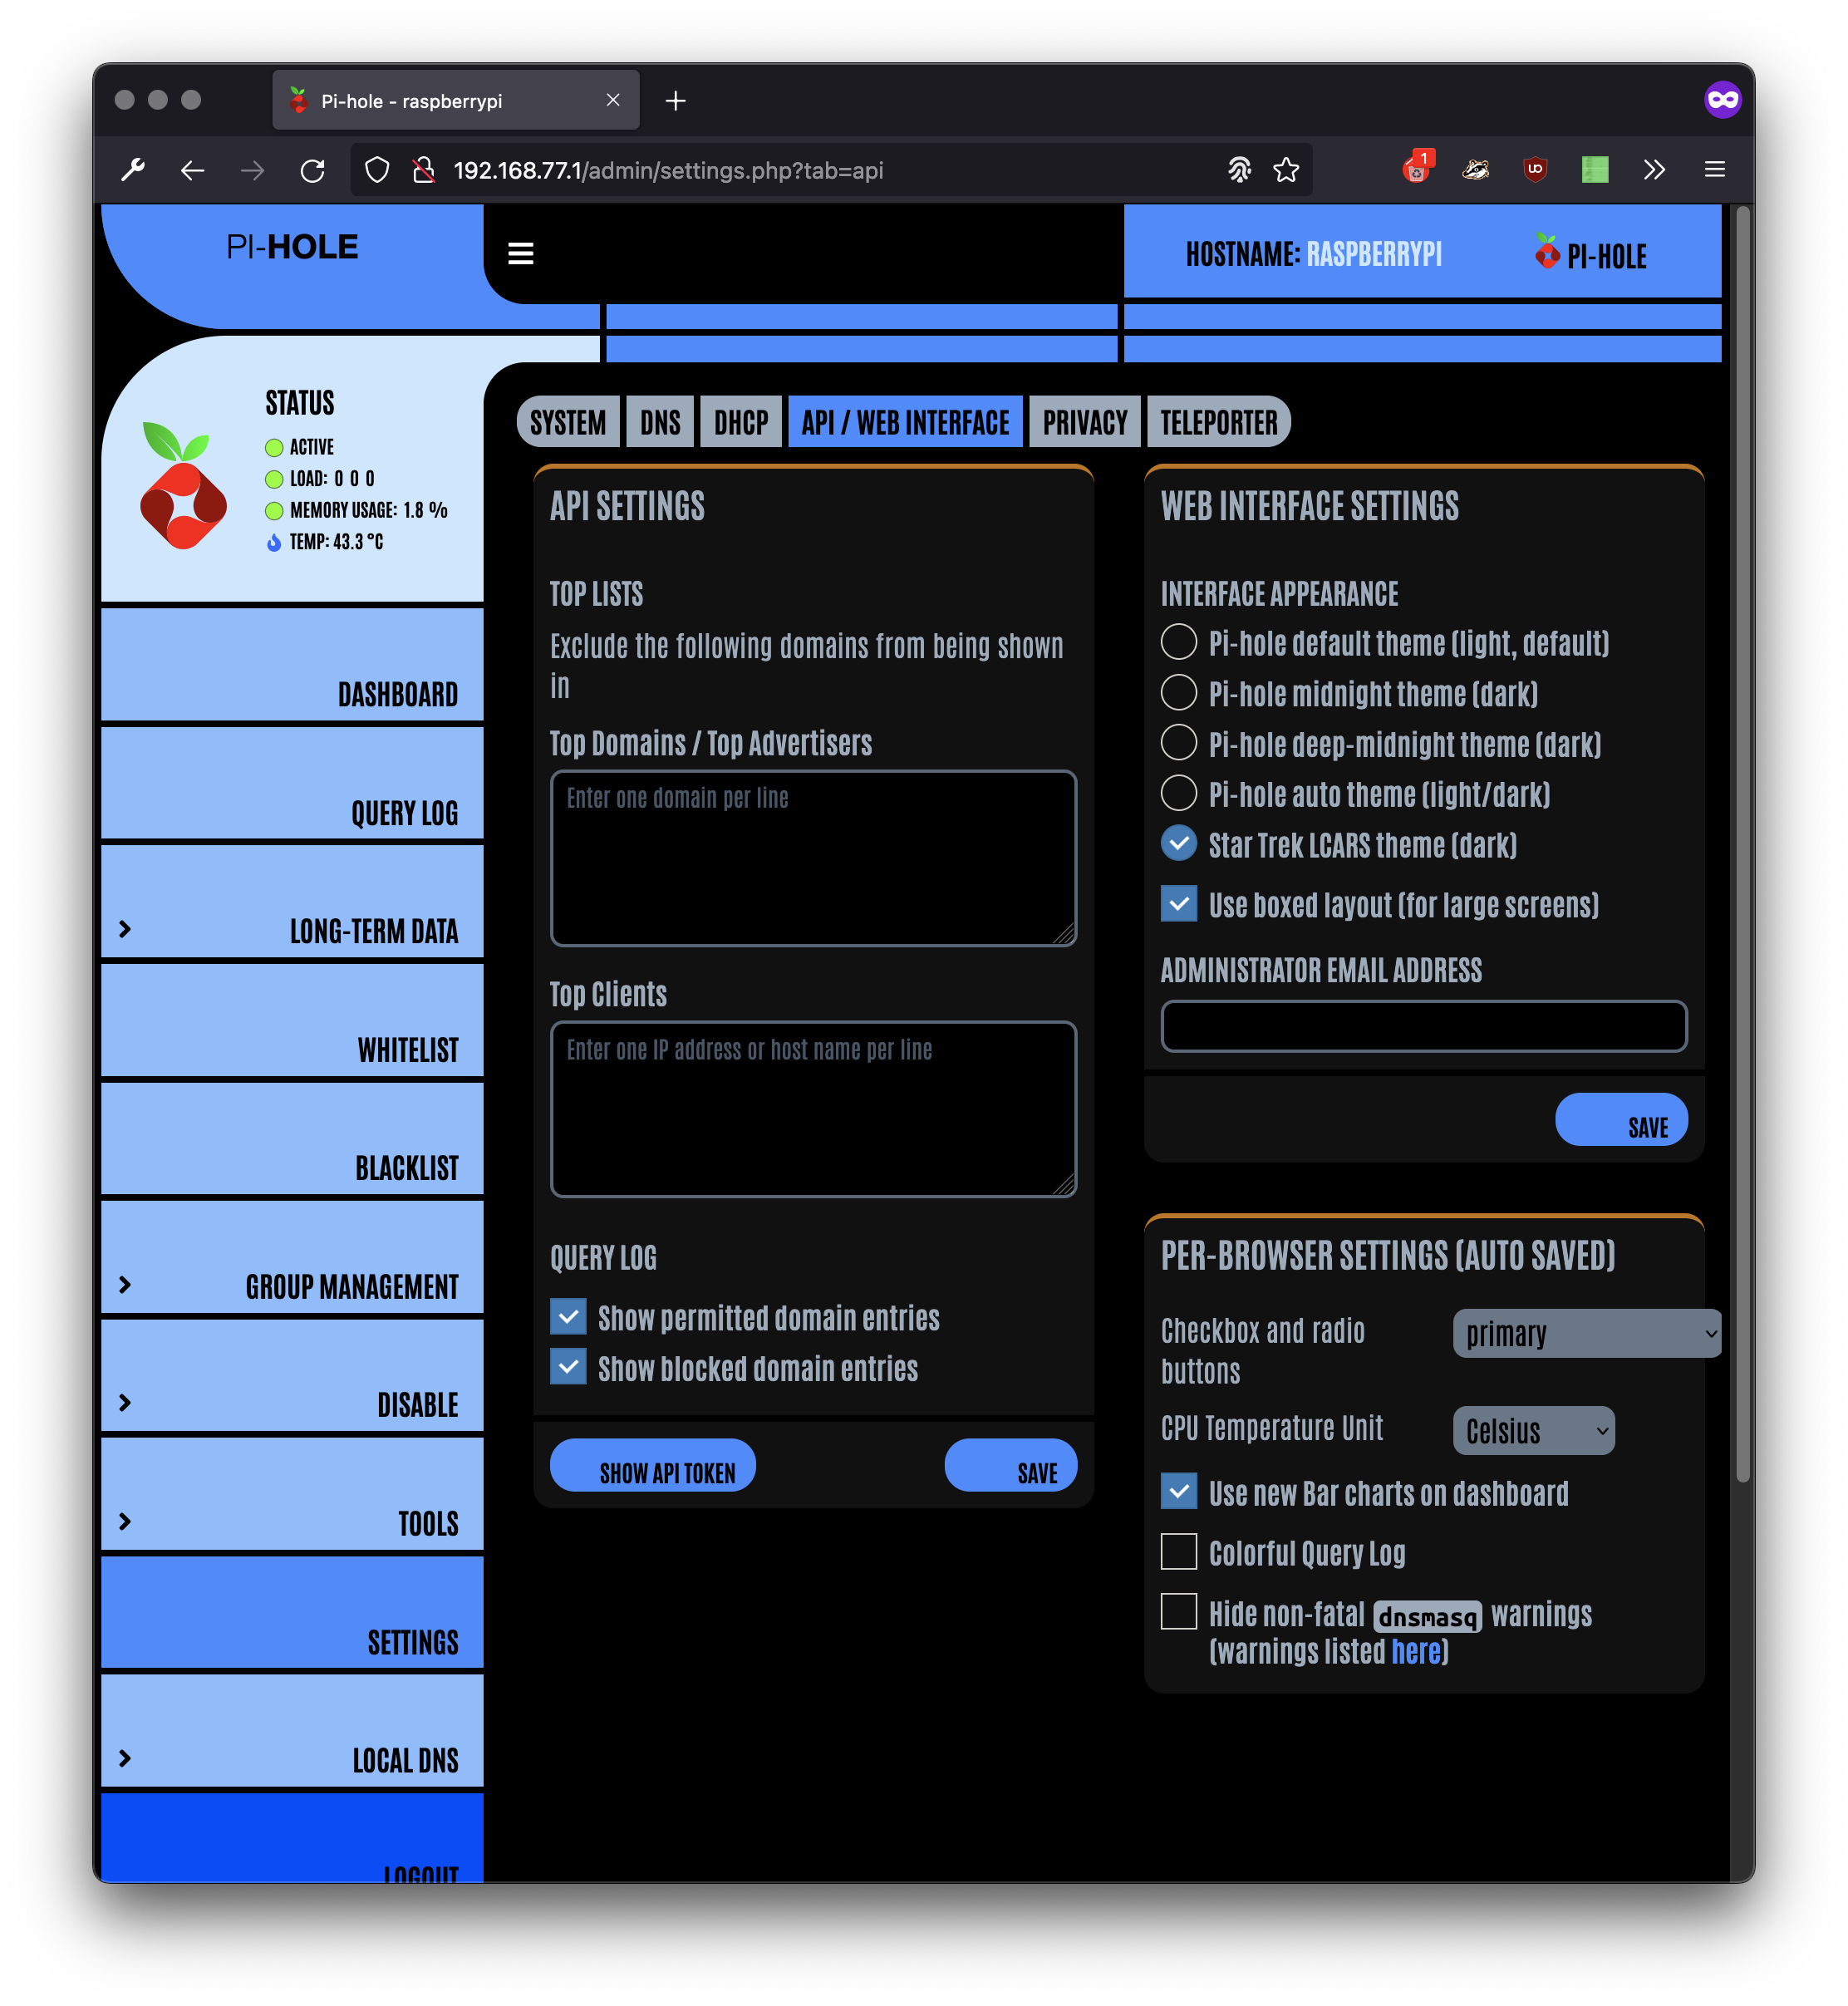 Pi-hole - raspberrypi
192.168.77.1/admin/settings.php?tab=api
1
PI-HOLE
HOSTNAME: RASPBERRYPI
PI-HOLE
STATUS
ACTIVE
LOAD: 0 0 0
MEMORY USAGE: 1.8 %
TEMP: 43.3 °C
DASHBOARD
QUERY LOG
LONG-TERM DATA
WHITELIST
BLACKLIST
GROUP MANAGEMENT
DISABLE
TOOLS
SETTINGS
LOCAL DNS
LOGOUT
SYSTEM
DNS
DHCP
API / WEB INTERFACE
PRIVACY
TELEPORTER
API SETTINGS
TOP LISTS
Exclude the following domains from being shown
in
Top Domains / Top Advertisers
Enter one domain per line
Top Clients
Enter one IP address or host name per line
QUERY LOG
Show permitted domain entries
Show blocked domain entries
SHOW API TOKEN
SAVE
WEB INTERFACE SETTINGS
INTERFACE APPEARANCE
Pi-hole default theme (light, default)
Pi-hole midnight theme (dark)
Pi-hole deep-midnight theme (dark)
Pi-hole auto theme (light/dark)
Star Trek LCARS theme (dark)
Use boxed layout (for large screens)
ADMINISTRATOR EMAIL ADDRESS
SAVE
PER-BROWSER SETTINGS (AUTO SAVED)
Checkbox and radio
buttons
primary
CPU Temperature Unit
Celsius
Use new Bar charts on dashboard
Colorful Query Log
Hide non-fatal dnsmasq warnings
(warnings listed here)